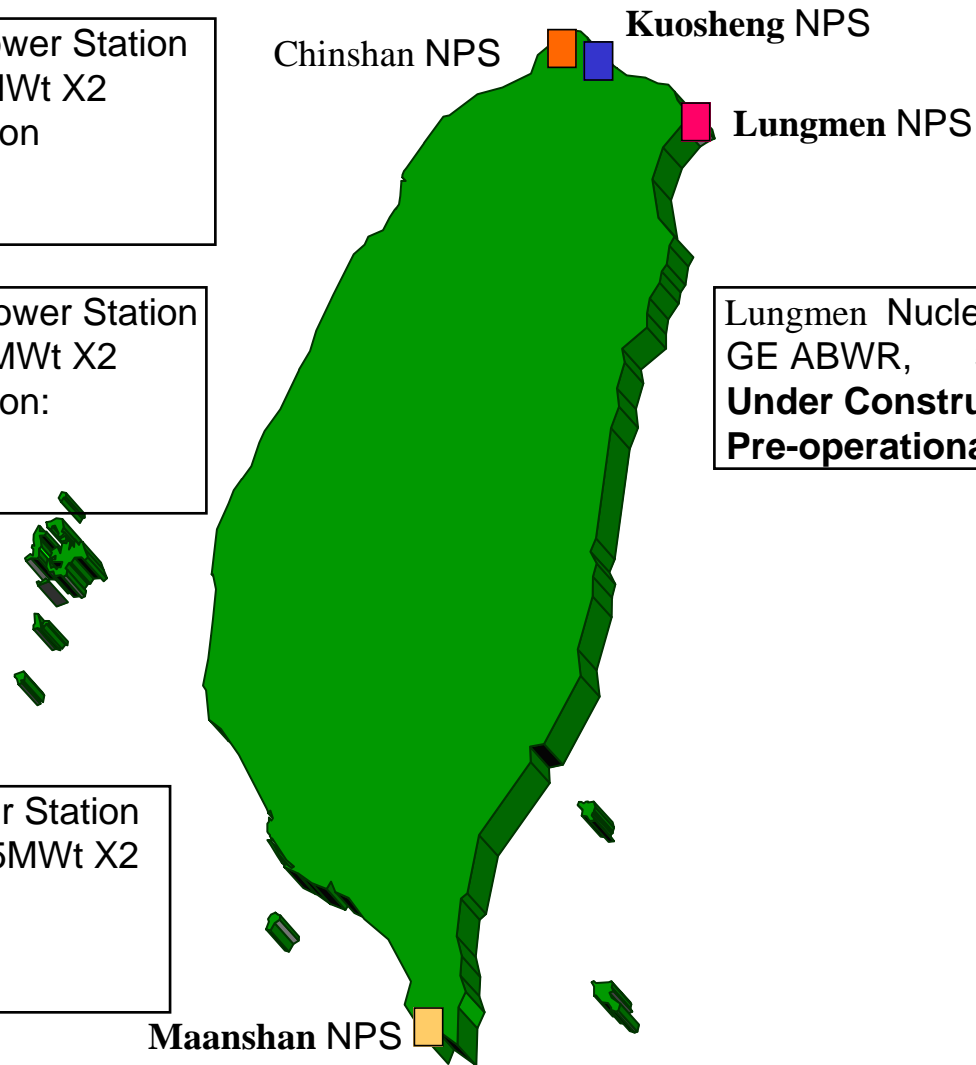 Kuosheng NPS
Chinshan NPS
Lungmen NPS
ower Station
MWt X2
on
ower Station
MWt X2
on:
Lungmen Nucle
GE ABWR,
Under Constru
Pre-operationa
r Station
5MWt X2
Maanshan NPS